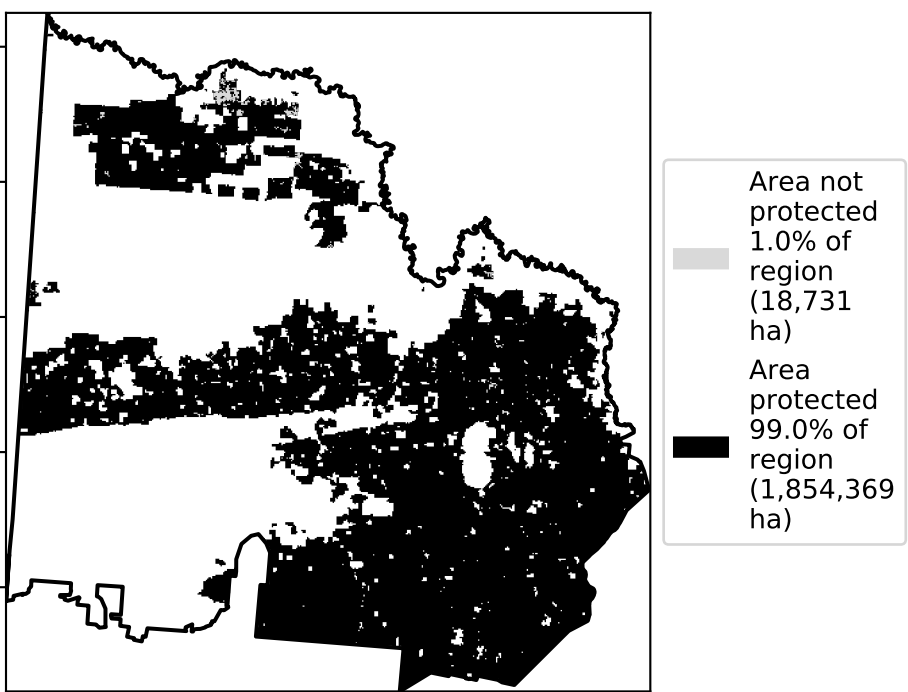 Area not
protected
1.0% of
region
(18,731
ha)
Area
protected
99.0% of
region
(1,854,369
ha)